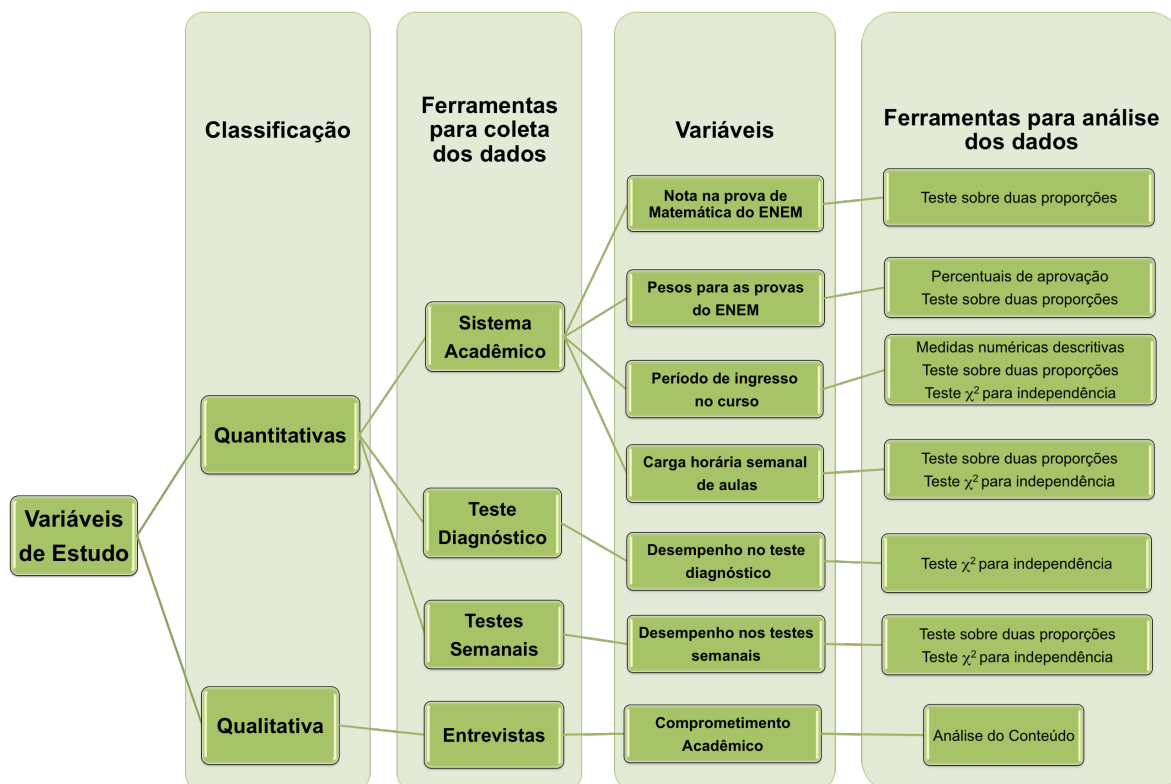 Classificação
Ferramentas
para coleta
dos dados
Variáveis
Ferramentas para análise
dos dados
Variáveis
de Estudo
Quantitativas
Qualitativa
Sistema
Acadêmico
Teste
Diagnóstico
Testes
Semanais
Entrevistas
Nota na prova de
Matemática do ENEM
Pesos para as provas
do ENEM
Período de ingresso
no curso
Carga horária semanal
de aulas
Desempenho no teste
diagnóstico
Desempenho nos testes
semanais
Comprometimento
Acadêmico
Teste sobre duas proporções
Percentuais de aprovação
Teste sobre duas proporções
Medidas numéricas descritivas
Teste sobre duas proporções
Teste χ² para independência
Teste sobre duas proporções
Teste χ² para independência
Teste χ² para independência
Teste sobre duas proporções
Teste χ² para independência
Análise do Conteúdo